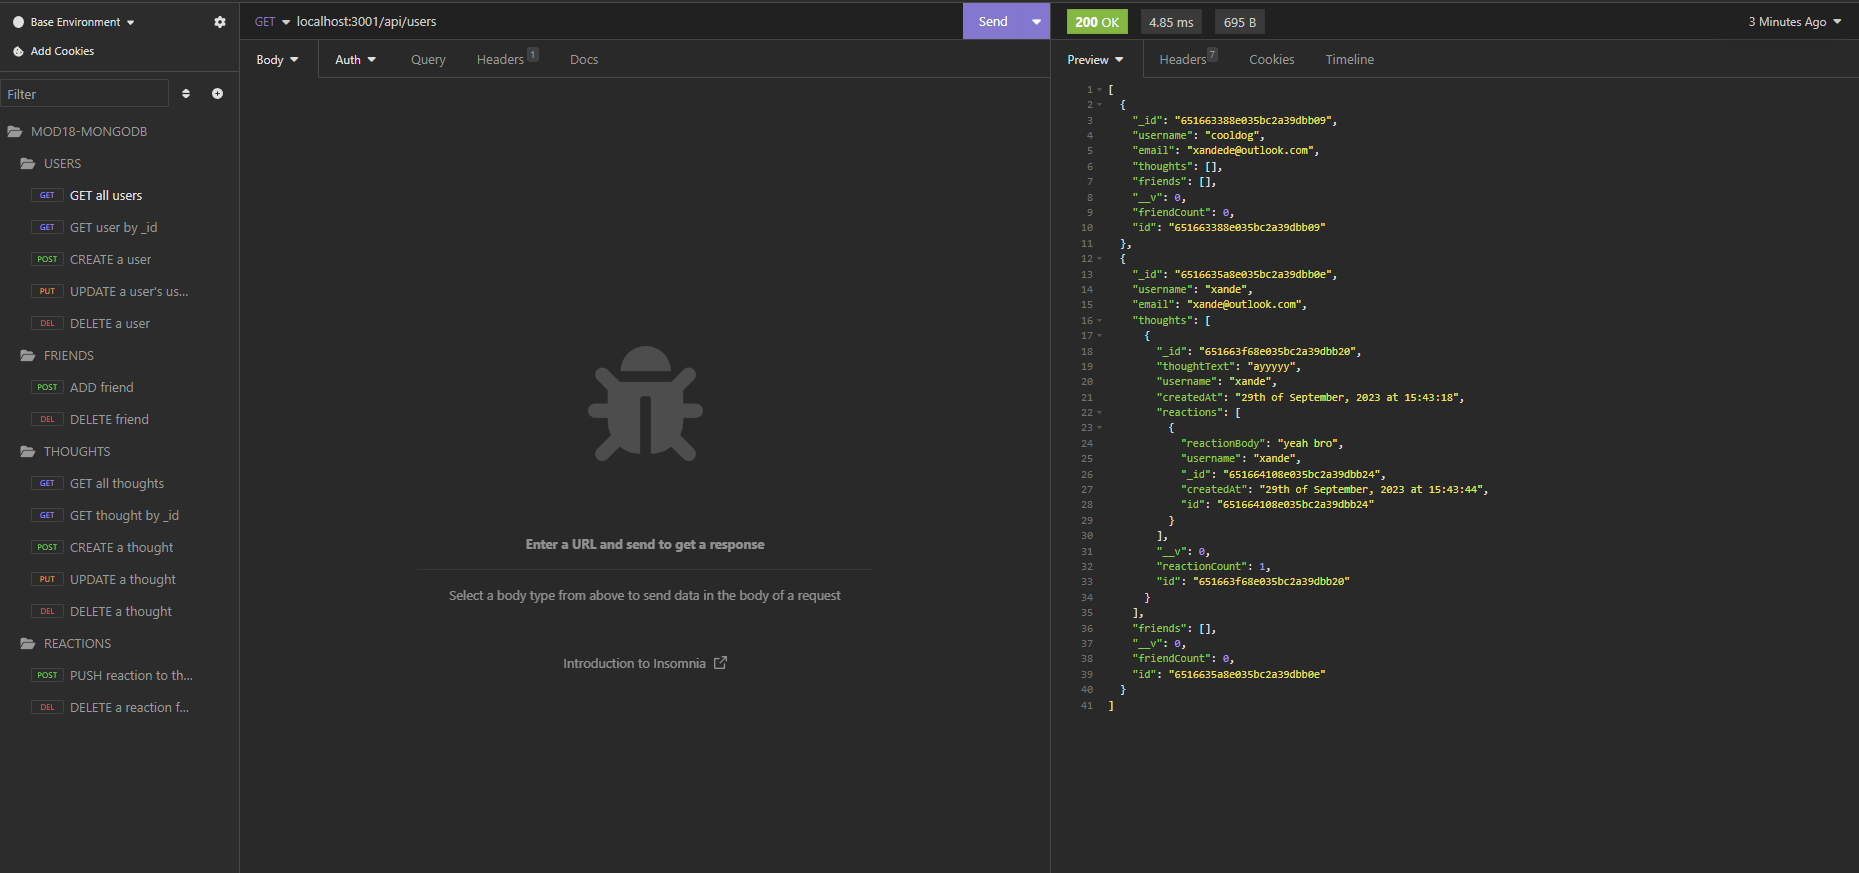 Base Environment
Add Cookies
Filter
MOD18-MONGODB
USERS
GET GET all users
GET GET user by _id
POST CREATE a user
PUT UPDATE a user's us...
DEL DELETE a user
FRIENDS
POST ADD friend
DEL DELETE friend
THOUGHTS
GET GET all thoughts
GET GET thought by _id
POST CREATE a thought
PUT UPDATE a thought
DEL DELETE a thought
REACTIONS
POST PUSH reaction to th...
DEL DELETE a reaction f...
GET localhost:3001/api/users Send
Body Auth Query Headers 1 Docs
Enter a URL and send to get a response
Select a body type from above to send data in the body of a request
Introduction to Insomnia
200 OK 4.85 ms 695 B 3 Minutes Ago
Preview Headers 7 Cookies Timeline
1 [
2 {
3 "_id": "651663388e035bc2a39dbb09",
4 "username": "cooldog",
5 "email": "xandede@outlook.com",
6 "thoughts": [],
7 "friends": [],
8 "__v": 0,
9 "friendCount": 0,
10 "id": "651663388e035bc2a39dbb09"
11 },
12 {
13 "_id": "6516635a8e035bc2a39dbb0e",
14 "username": "xande",
15 "email": "xande@outlook.com",
16 "thoughts": [
17 {
18 "_id": "651663f68e035bc2a39dbb20",
19 "thoughtText": "ayyyyy",
20 "username": "xande",
21 "createdAt": "29th of September, 2023 at 15:43:18",
22 "reactions": [
23 {
24 "reactionBody": "yeah bro",
25 "username": "xande",
26 "_id": "651664108e035bc2a39dbb24",
27 "createdAt": "29th of September, 2023 at 15:43:44",
28 "id": "651664108e035bc2a39dbb24"
29 }
30 ],
31 "__v": 0,
32 "reactionCount": 1,
33 "id": "651663f68e035bc2a39dbb20"
34 }
35 ],
36 "friends": [],
37 "__v": 0,
38 "friendCount": 0,
39 "id": "6516635a8e035bc2a39dbb0e"
40 }
41 ]